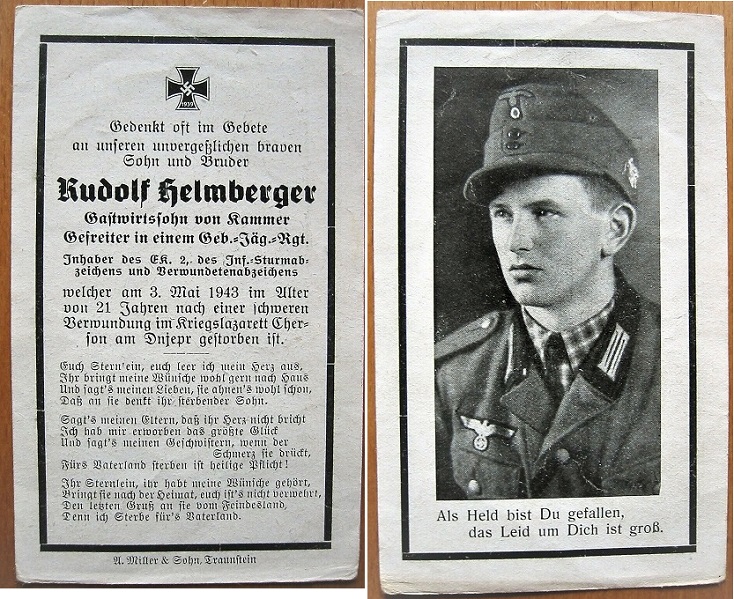 1939
Gedenkt oft im Gebete
an unseren unvergeßlichen braven
Sohn und Bruder
Rudolf Helmberger
Gastwirtssohn von Kammer
Gefreiter in einem Geb.-Jäg.-Rgt.
Inhaber des EK. 2, des Inf.-Sturmab-
zeichens und Verwundetenabzeichens
welcher am 3. Mai 1943 im Alter
von 21 Jahren nach einer schweren
Verwundung im Kriegslazarett Cher-
son am Dnjepr gestorben ist.
Euch Sternlein, euch leer ich mein Herz aus.
Ihr bringt meine Wünsche wohl gern nach Haus
Und sagt's meinen Lieben, sie ahnen's wohl schon,
Daß an sie denkt ihr sterbender Sohn.
Sagt's meinen Eltern, daß ihr Herz nicht bricht
Ich hab mir erworben das größte Glück
Und sagt's meinen Geschwistern, wenn der
Schmerz sie drückt,
Fürs Vaterland sterben ist heilige Pflicht!
Ihr Sternlein, ihr habt meine Wünsche gehört,
Bringt sie nach der Heimat, euch ist's nicht verwehrt,
Den letzten Gruß an sie vom Feindesland,
Denn ich Sterbe für's Vaterland.
A. Miller & Sohn, Traunstein
Als Held bist Du gefallen,
das Leid um Dich ist groß.